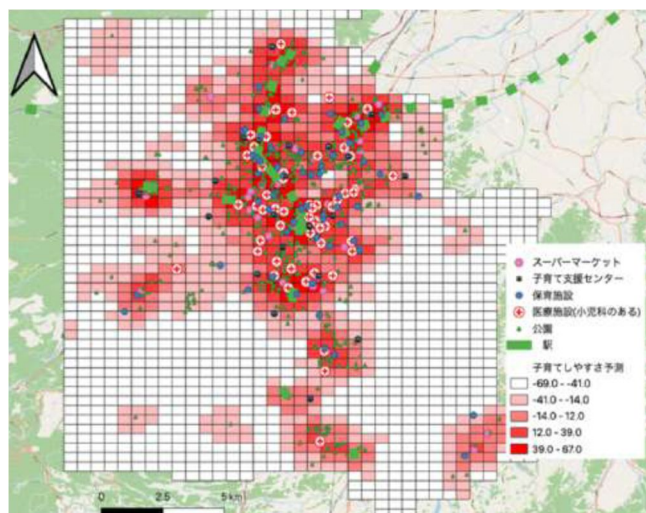 スーパーマーケット
子育て支援センター
保育施設
医療施設(小児科のある)
公園
駅
子育てしやすさ予測
-69.0 - -41.0
-41.0 - -14.0
-14.0 - 12.0
12.0 - 39.0
39.0 - 67.0
0 2.5 5 km